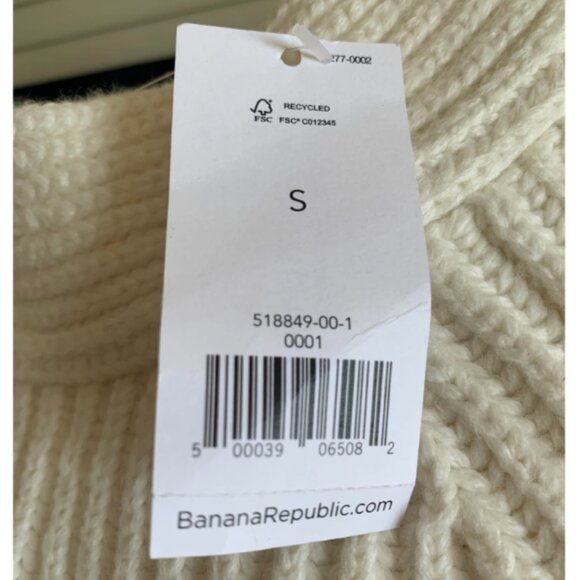 277-0002
RECYCLED
FSC
FSC® C012345
S
518849-00-1
0001
5 00039 06508 2
BananaRepublic.com